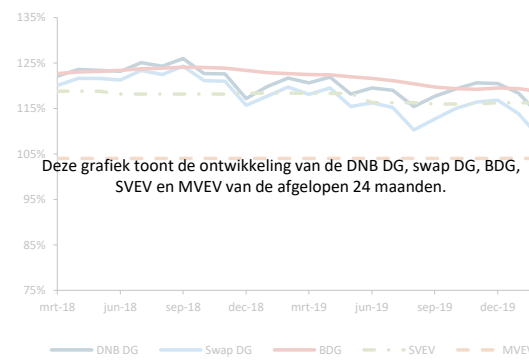 135%
125%
115%
105%
95%
85%
75%
Deze grafiek toont de ontwikkeling van de DNB DG, swap DG, BDG,
SVEV en MVEV van de afgelopen 24 maanden.
mrt-18 jun-18 sep-18 dec-18 mrt-19 jun-19 sep-19 dec-19
DNB DG Swap DG BDG SVEV MVEV